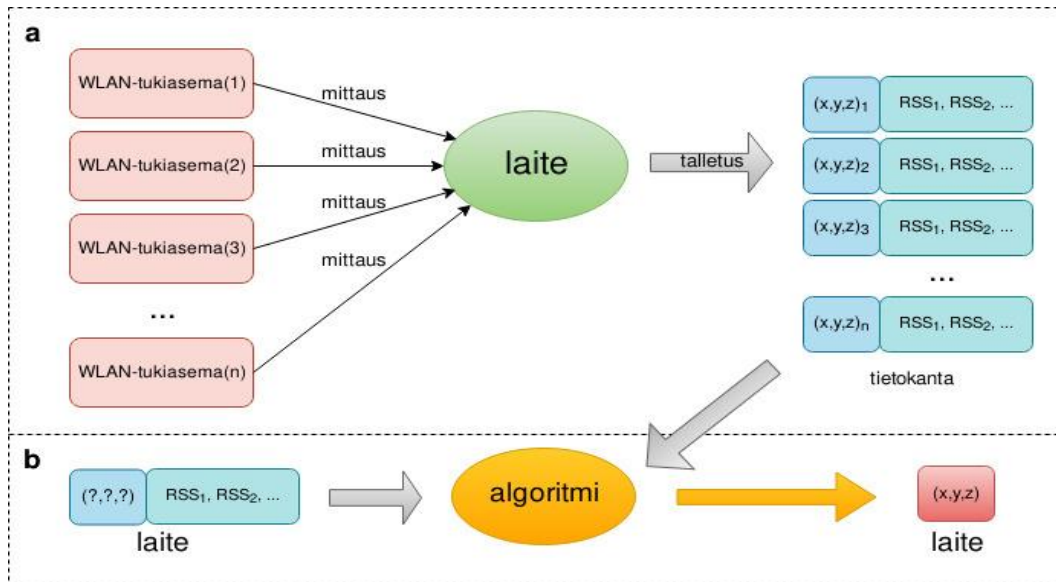 a
WLAN-tukiasema(1)
WLAN-tukiasema(2)
WLAN-tukiasema(3)
...
WLAN-tukiasema(n)
mittaus
mittaus
mittaus
mittaus
laite
talletus
(x,y,z)₁ RSS₁, RSS₂, ...
(x,y,z)₂ RSS₁, RSS₂, ...
(x,y,z)₃ RSS₁, RSS₂, ...
...
(x,y,z)ₙ RSS₁, RSS₂, ...
tietokanta
b
(?,?,?) RSS₁, RSS₂, ...
laite
algoritmi
(x,y,z)
laite